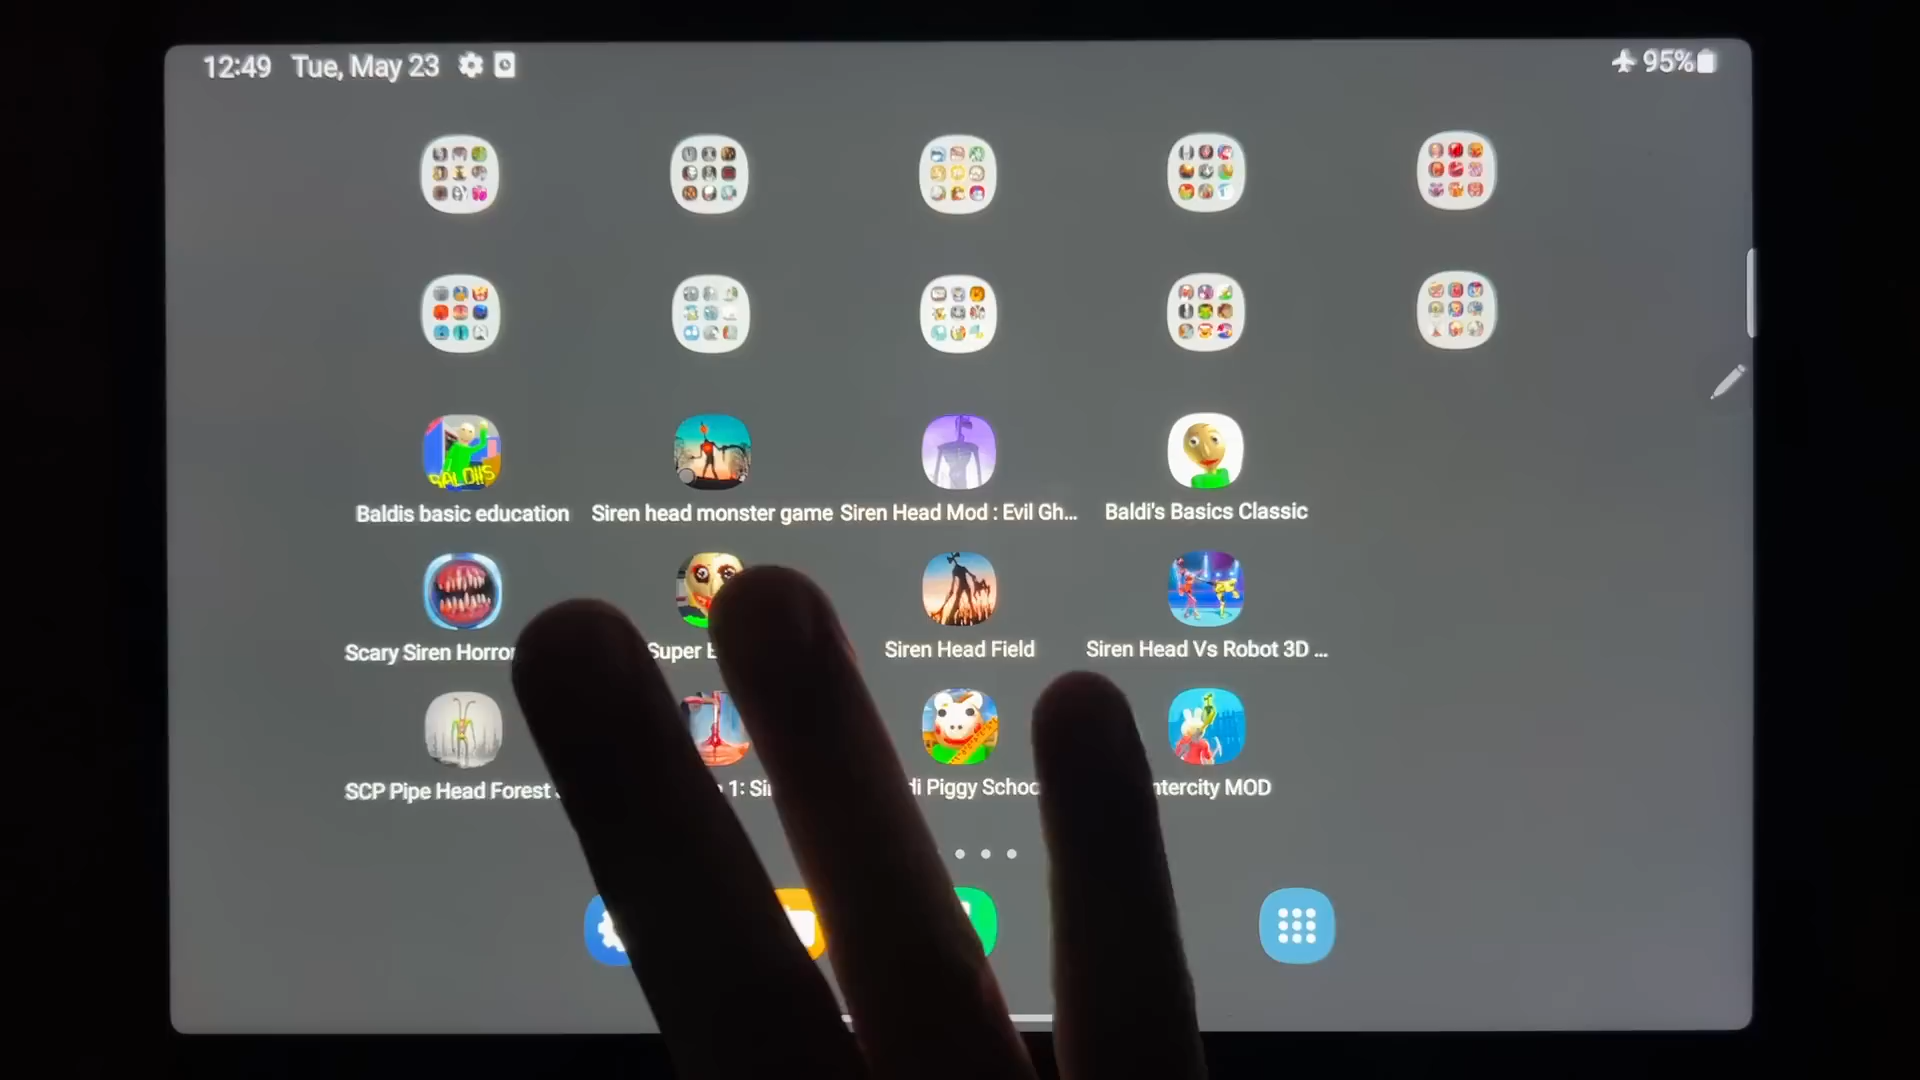 12:49 Tue, May 23 95%
BALDIS
Baldis basic education Siren head monster game Siren Head Mod : Evil Gh... Baldi's Basics Classic
Scary Siren Horror Super Siren Head Field Siren Head Vs Robot 3D ...
SCP Pipe Head Forest 1: Si di Piggy Schoo ntercity MOD